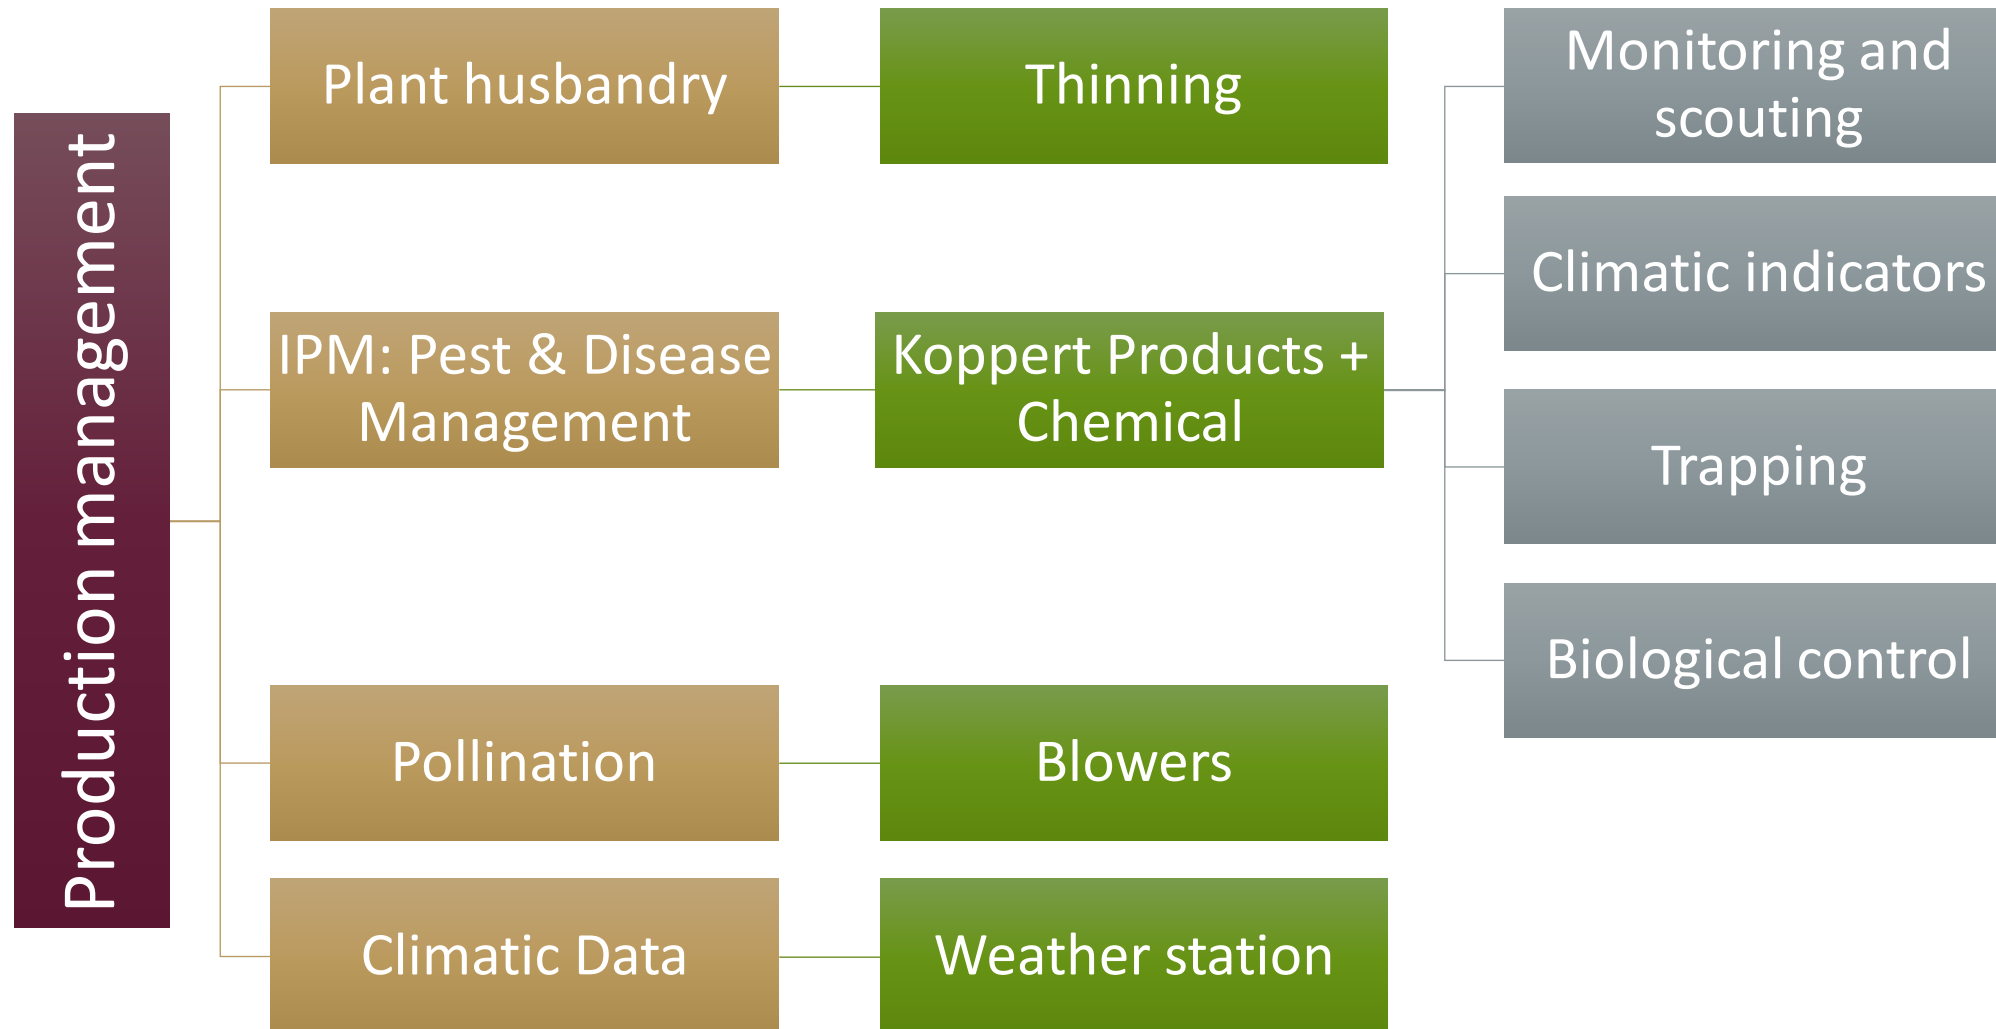 Production management
Plant husbandry
Thinning
IPM: Pest & Disease
Management
Koppert Products +
Chemical
Monitoring and
scouting
Climatic indicators
Trapping
Biological control
Pollination
Blowers
Climatic Data
Weather station